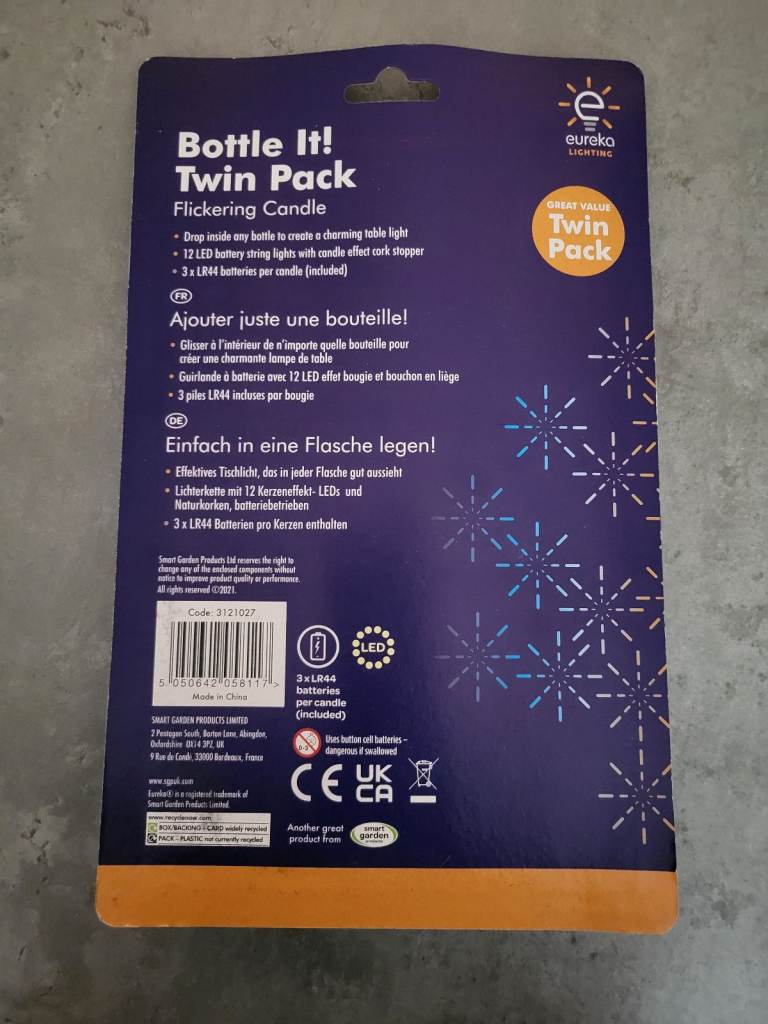 eureka
LIGHTING
Bottle It!
Twin Pack
Flickering Candle
GREAT VALUE
Twin
Pack
• Drop inside any bottle to create a charming table light
• 12 LED battery string lights with candle effect cork stopper
• 3 x LR44 batteries per candle (included)
FR
Ajouter juste une bouteille!
• Glisser à l'intérieur de n'importe quelle bouteille pour
créer une charmante lampe de table
• Guirlande à batterie avec 12 LED effet bougie et bouchon en liège
• 3 piles LR44 incluses par bougie
DE
Einfach in eine Flasche legen!
• Effektives Tischlicht, das in jeder Flasche gut aussieht
• Lichterkette mit 12 Kerzeneffekt- LEDs und
Naturkorken, batteriebetrieben
• 3 x LR44 Batterien pro Kerzen enthalten
Smart Garden Products Ltd reserves the right to
change any of the enclosed components without
notice to improve product quality or performance.
All rights reserved ©2021.
Code: 3121027
5 050642 058117 >
Made in China
LED
3 x LR44
batteries
per candle
(included)
SMART GARDEN PRODUCTS LIMITED
2 Pentagon South, Barton Lane, Abingdon,
Oxfordshire OX14 3PZ, UK
9 Rue de Condé, 33000 Bordeaux, France
0-3
Uses button cell batteries –
dangerous if swallowed
CE
UK
CA
www.sgpuk.com
Eureka® is a registered trademark of
Smart Garden Products Limited.
www.recyclenow.com
BOX/BACKING - CARD widely recycled
PACK - PLASTIC not currently recycled
Another great
product from
smart
garden